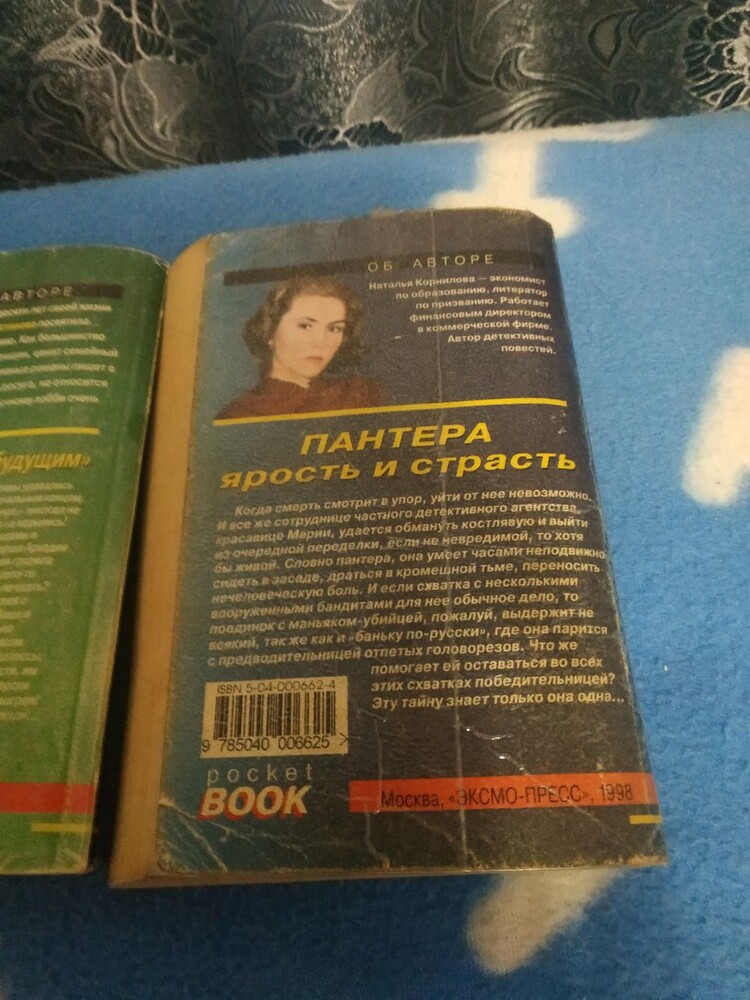 АВТОРЕ
будущим»
ОБ АВТОРЕ
Наталья Корнилова — экономист
по образованию, литератор
по призванию. Работает
финансовым директором
в коммерческой фирме.
Автор детективных
повестей.
ПАНТЕРА
ярость и страсть
Когда смерть смотрит в упор, уйти от нее невозможно.
И все же сотруднице частного детективного агентства,
красавице Марии, удается обмануть костлявую и выйти
из очередной переделки, если не невредимой, то хотя
бы живой. Словно пантера, она умеет часами неподвижно
сидеть в засаде, драться в кромешной тьме, переносить
нечеловеческую боль. И если схватка с несколькими
вооруженными бандитами для нее обычное дело, то
поединок с маньяком-убийцей, пожалуй, выдержит не
всякий, так же как и «баньку по-русски», где она парится
с предводительницей отпетых головорезов. Что же
помогает ей оставаться во всех
этих схватках победительницей?
Эту тайну знает только она одна...
ISBN 5-04-000662-4
9 785040 006625 >
pocket
BOOK
Москва, «ЭКСМО-ПРЕСС», 1998